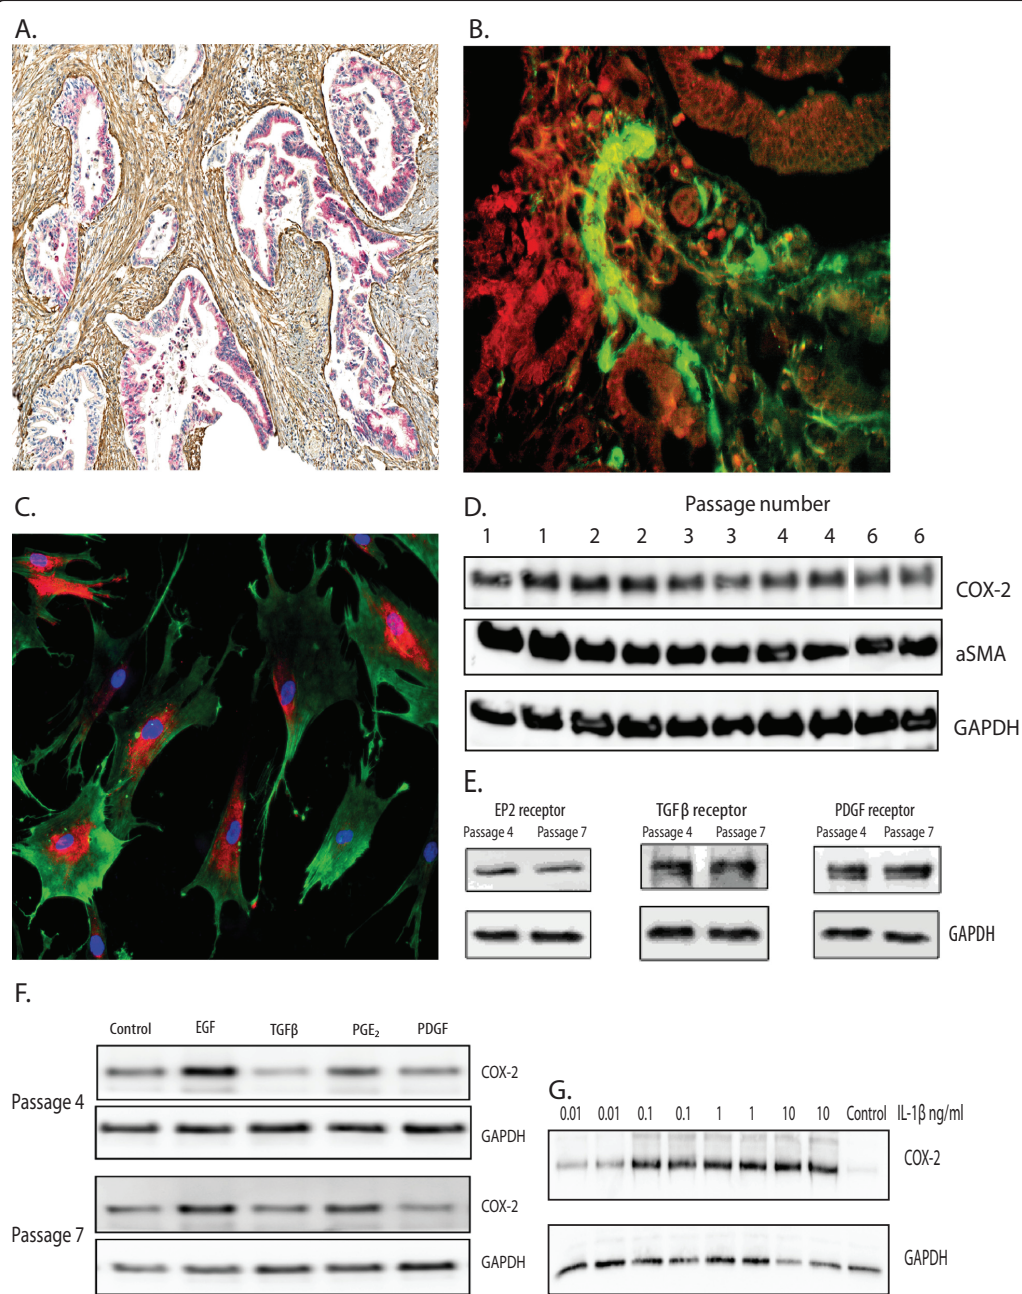 A.
B.
C.
D.
Passage number
1 1 2 2 3 3 4 4 6 6
COX-2
aSMA
GAPDH
E.
EP2 receptor TGFβ receptor PDGF receptor
Passage 4 Passage 7 Passage 4 Passage 7 Passage 4 Passage 7
GAPDH
F.
Control EGF TGFβ PGE₂ PDGF
Passage 4
COX-2
GAPDH
Passage 7
COX-2
GAPDH
G.
0.01 0.01 0.1 0.1 1 1 10 10 Control IL-1β ng/ml
COX-2
GAPDH